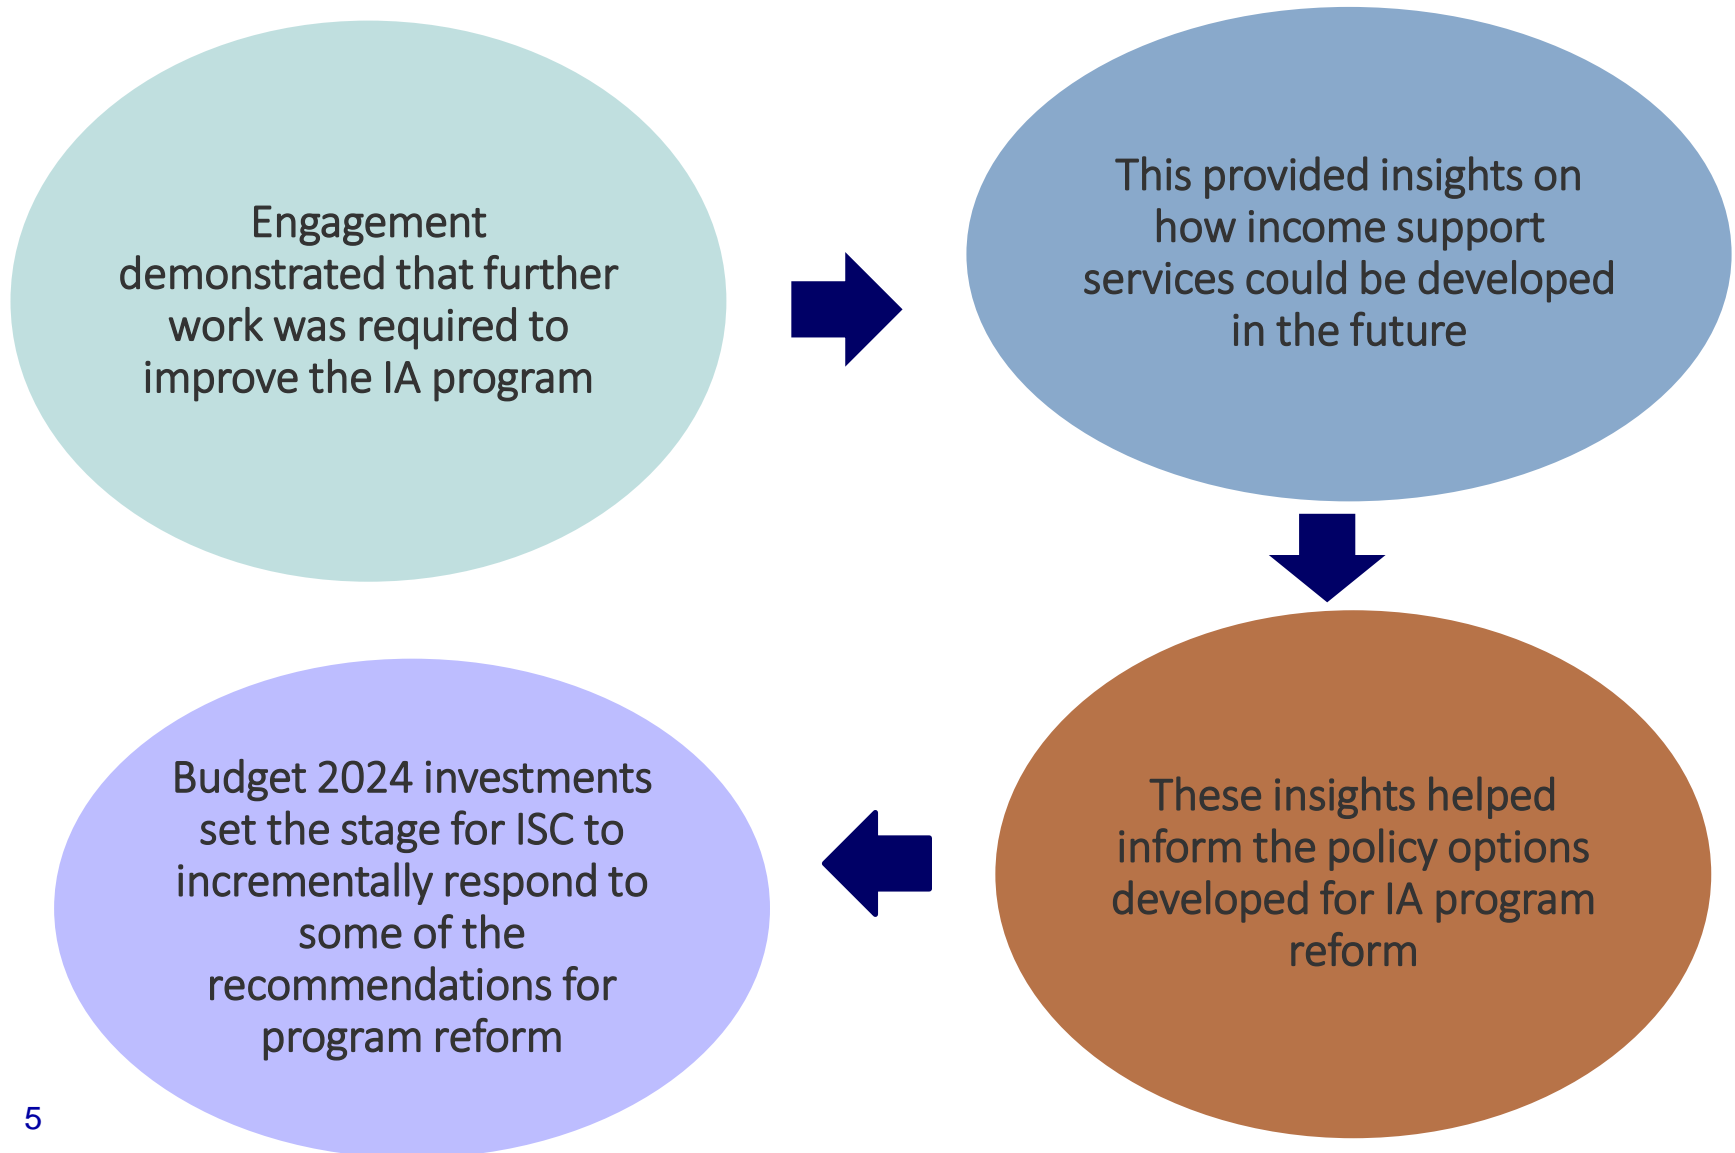 Engagement
demonstrated that further
work was required to
improve the IA program
This provided insights on
how income support
services could be developed
in the future
These insights helped
inform the policy options
developed for IA program
reform
Budget 2024 investments
set the stage for ISC to
incrementally respond to
some of the
recommendations for
program reform
5